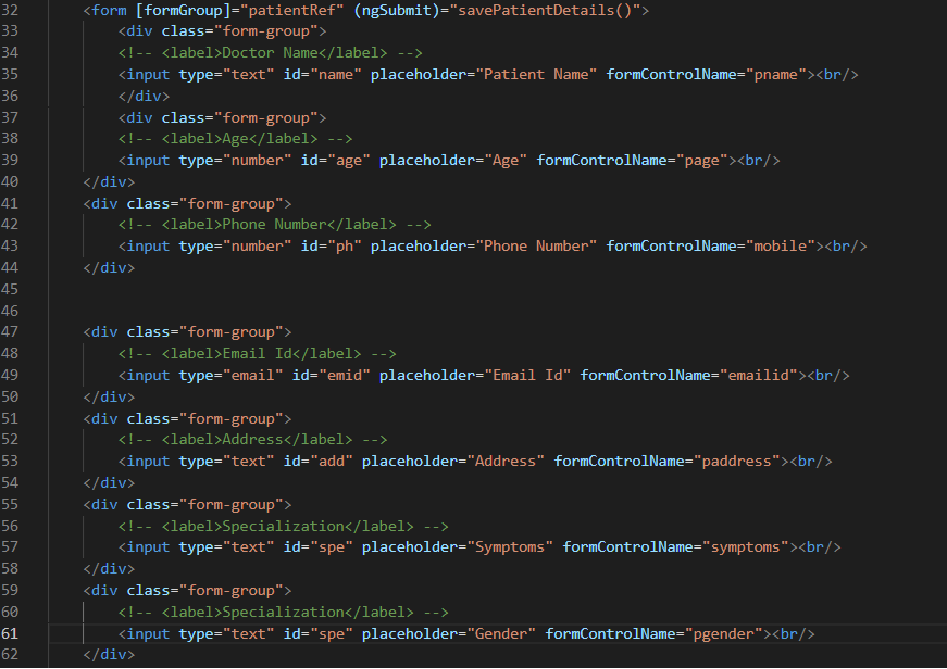 32 <form [formGroup]="patientRef" (ngSubmit)="savePatientDetails()">
33 <div class="form-group">
34 <!-- <label>Doctor Name</label> -->
35 <input type="text" id="name" placeholder="Patient Name" formControlName="pname"><br/>
36 </div>
37 <div class="form-group">
38 <!-- <label>Age</label> -->
39 <input type="number" id="age" placeholder="Age" formControlName="page"><br/>
40 </div>
41 <div class="form-group">
42 <!-- <label>Phone Number</label> -->
43 <input type="number" id="ph" placeholder="Phone Number" formControlName="mobile"><br/>
44 </div>
45
46
47 <div class="form-group">
48 <!-- <label>Email Id</label> -->
49 <input type="email" id="emid" placeholder="Email Id" formControlName="emailid"><br/>
50 </div>
51 <div class="form-group">
52 <!-- <label>Address</label> -->
53 <input type="text" id="add" placeholder="Address" formControlName="paddress"><br/>
54 </div>
55 <div class="form-group">
56 <!-- <label>Specialization</label> -->
57 <input type="text" id="spe" placeholder="Symptoms" formControlName="symptoms"><br/>
58 </div>
59 <div class="form-group">
60 <!-- <label>Specialization</label> -->
61 <input type="text" id="spe" placeholder="Gender" formControlName="pgender"><br/>
62 </div>